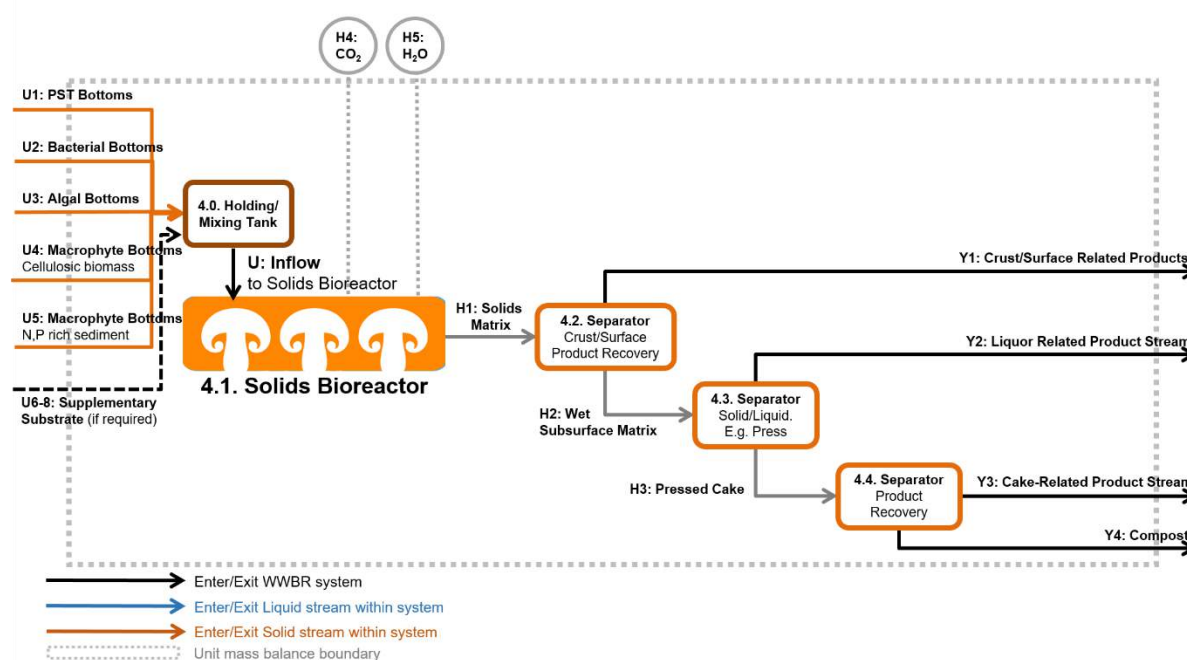 H4:
CO₂
H5:
H₂O
U1: PST Bottoms
U2: Bacterial Bottoms
U3: Algal Bottoms
U4: Macrophyte Bottoms
Cellulosic biomass
U5: Macrophyte Bottoms
N,P rich sediment
U6-8: Supplementary
Substrate (if required)
4.0. Holding/
Mixing Tank
U: Inflow
to Solids Bioreactor
4.1. Solids Bioreactor
H1: Solids
Matrix
4.2. Separator
Crust/Surface
Product Recovery
Y1: Crust/Surface Related Products
H2: Wet
Subsurface Matrix
4.3. Separator
Solid/Liquid.
E.g. Press
Y2: Liquor Related Product Stream
H3: Pressed Cake
4.4. Separator
Product
Recovery
Y3: Cake-Related Product Stream
Y4: Compost
Enter/Exit WWBR system
Enter/Exit Liquid stream within system
Enter/Exit Solid stream within system
Unit mass balance boundary